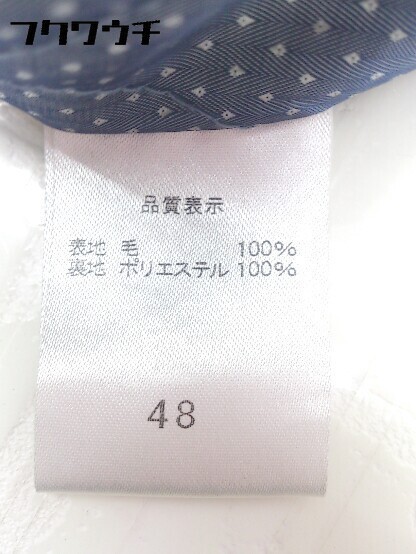 フクワウチ
品質表示
表地 毛 100%
裏地 ポリエステル 100%
48